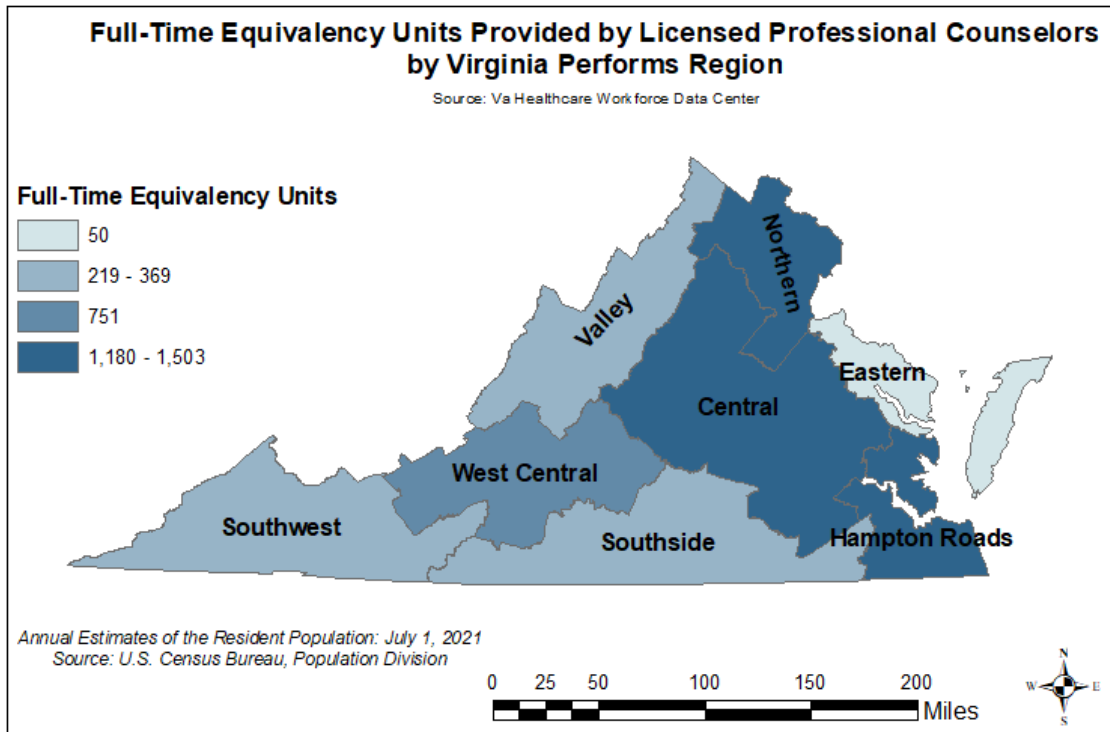 Full-Time Equivalency Units Provided by Licensed Professional Counselors
by Virginia Performs Region
Source: Va Healthcare Workforce Data Center
Full-Time Equivalency Units
50
219 - 369
751
1,180 - 1,503
Northern
Valley
Eastern
Central
West Central
Southwest
Southside
Hampton Roads
Annual Estimates of the Resident Population: July 1, 2021
Source: U.S. Census Bureau, Population Division
0 25 50 100 150 200
Miles
N
W E
S